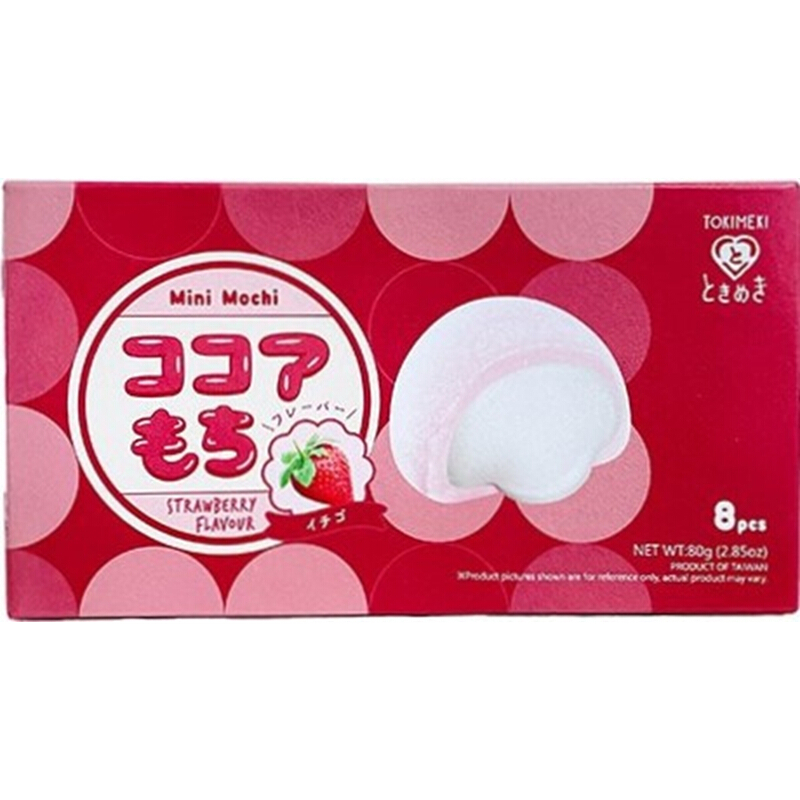 Mini Mochi
ココア
もち
\フレーバー/
STRAWBERRY
FLAVOUR
イチゴ
TOKIMEKI
と
ときめき
8pcs
NET WT:80g (2.85oz)
PRODUCT OF TAIWAN
※Product pictures shown are for reference only, actual product may vary.